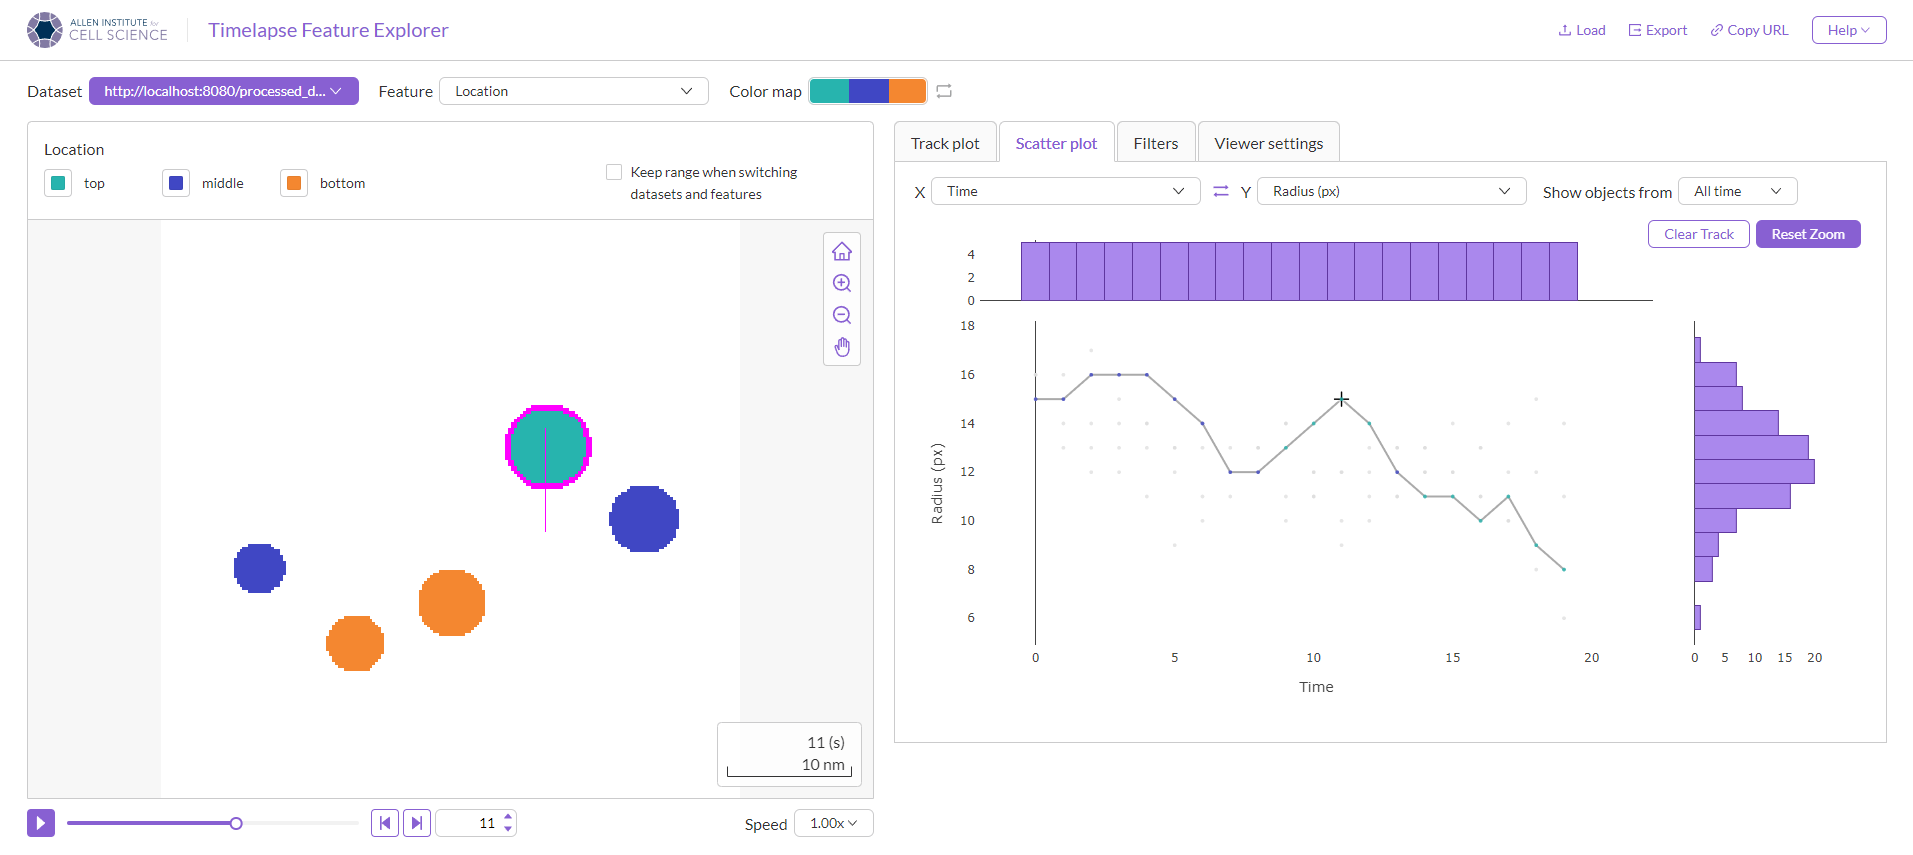 ALLEN INSTITUTE for
CELL SCIENCE
Timelapse Feature Explorer
Load
Export
Copy URL
Help
Dataset
http://localhost:8080/processed_d...
Feature
Location
Color map
Location
top
middle
bottom
Keep range when switching
datasets and features
11 (s)
10 nm
11
Speed
1.00x
Track plot
Scatter plot
Filters
Viewer settings
X
Time
Y
Radius (px)
Show objects from
All time
Clear Track
Reset Zoom
4
2
0
18
16
14
12
10
8
6
Radius (px)
0
5
10
15
20
Time
0
5
10
15
20